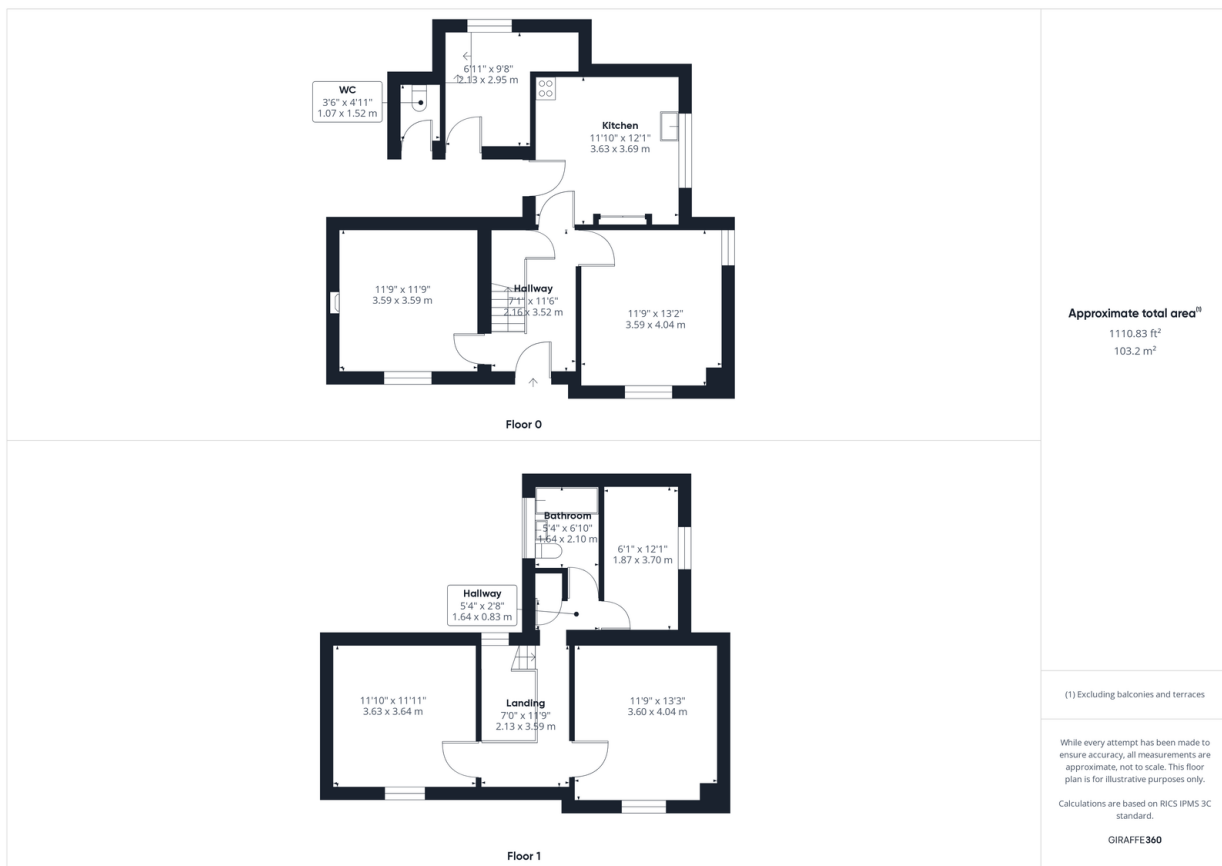 6'11" x 9'8"
2.13 x 2.95 m
WC
3'6" x 4'11"
1.07 x 1.52 m
Kitchen
11'10" x 12'1"
3.63 x 3.69 m
11'9" x 11'9"
3.59 x 3.59 m
Hallway
7'1" x 11'6"
2.16 x 3.52 m
11'9" x 13'2"
3.59 x 4.04 m
Floor 0
Bathroom
5'4" x 6'10"
1.64 x 2.10 m
6'1" x 12'1"
1.87 x 3.70 m
Hallway
5'4" x 2'8"
1.64 x 0.83 m
11'10" x 11'11"
3.63 x 3.64 m
Landing
7'0" x 11'9"
2.13 x 3.59 m
11'9" x 13'3"
3.60 x 4.04 m
Floor 1
Approximate total area(1)
1110.83 ft²
103.2 m²
(1) Excluding balconies and terraces
While every attempt has been made to
ensure accuracy, all measurements are
approximate, not to scale. This floor
plan is for illustrative purposes only.
Calculations are based on RICS IPMS 3C
standard.
GIRAFFE360